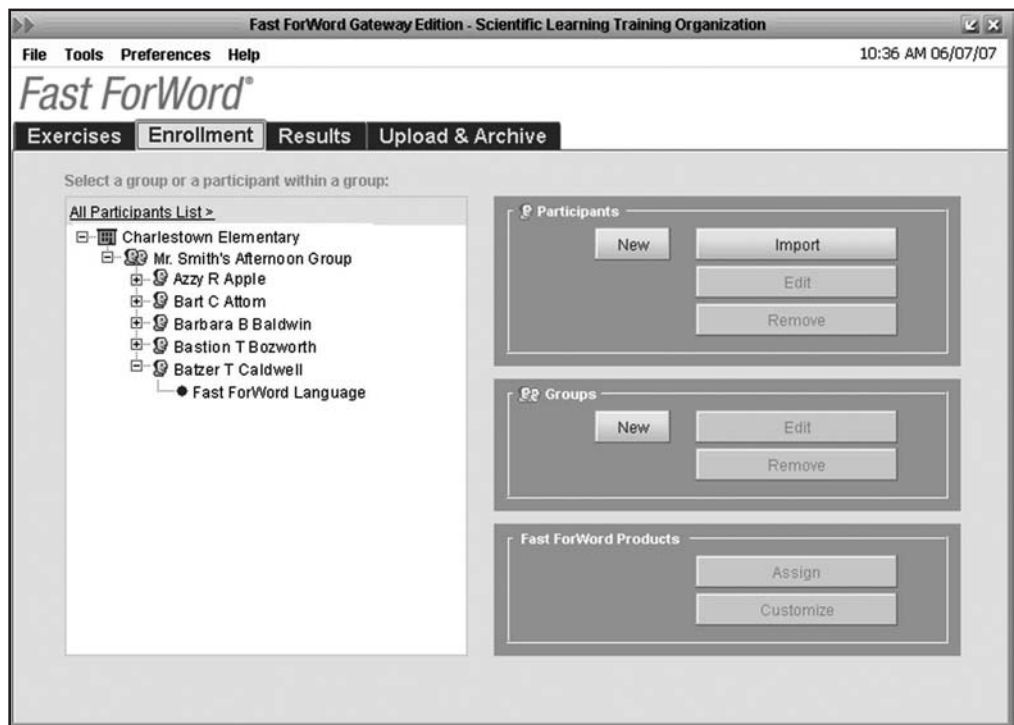 Fast ForWord Gateway Edition - Scientific Learning Training Organization
File Tools Preferences Help 10:36 AM 06/07/07
Fast ForWord®
Exercises Enrollment Results Upload & Archive
Select a group or a participant within a group:
All Participants List >
Charlestown Elementary
Mr. Smith's Afternoon Group
Azzy R Apple
Bart C Attom
Barbara B Baldwin
Bastion T Bozworth
Batzer T Caldwell
Fast ForWord Language
Participants
New Import
Edit
Remove
Groups
New Edit
Remove
Fast ForWord Products
Assign
Customize